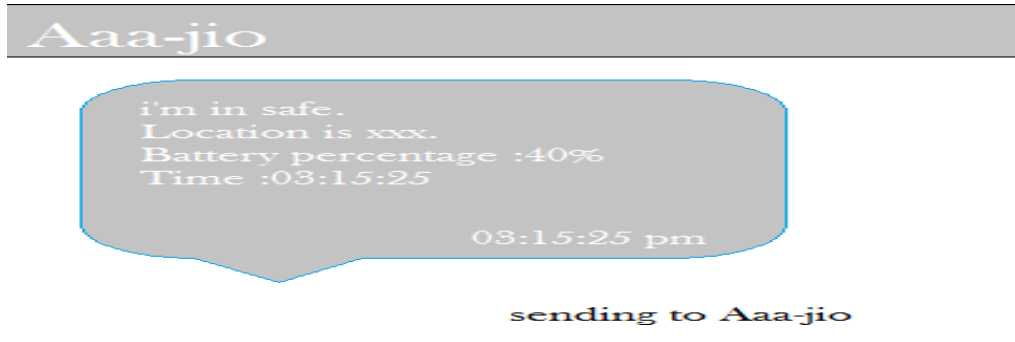 Aaa-jio
i'm in safe.
Location is xxx.
Battery percentage :40%
Time :03:15:25
03:15:25 pm
sending to Aaa-jio